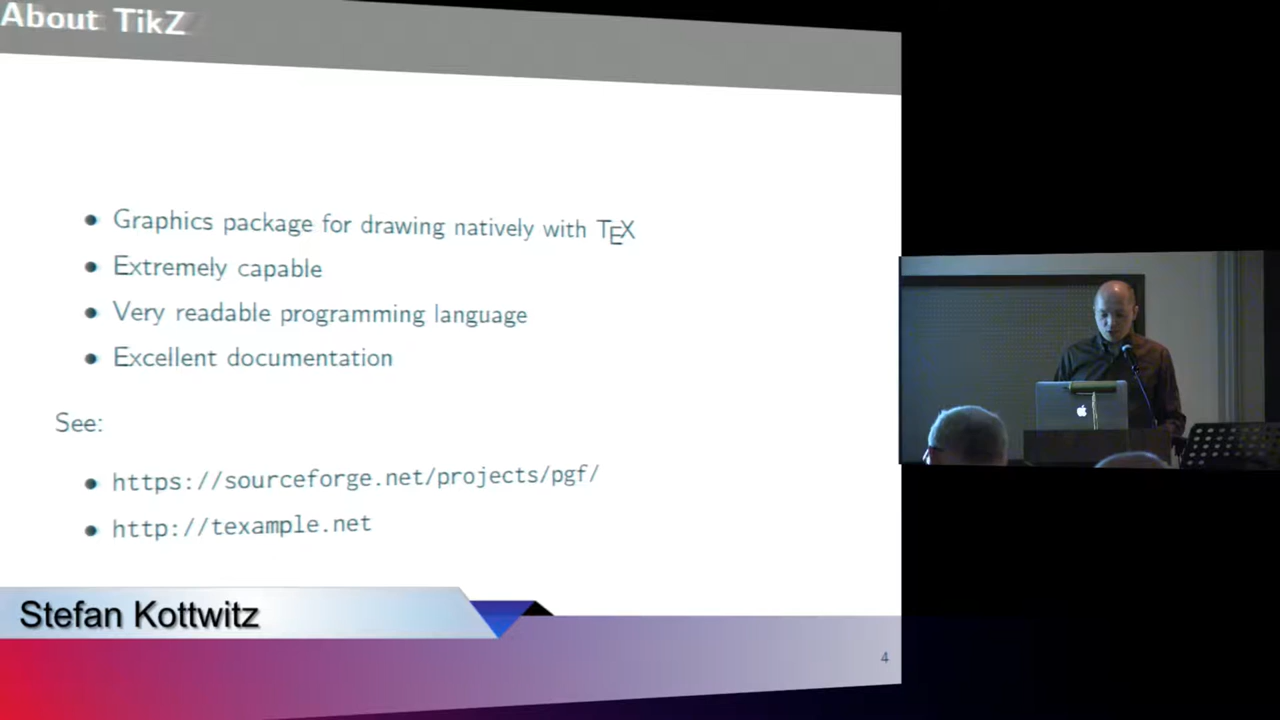 About TikZ
Graphics package for drawing natively with TEX
Extremely capable
Very readable programming language
Excellent documentation
See:
https://sourceforge.net/projects/pgf/
http://texample.net
Stefan Kottwitz
4